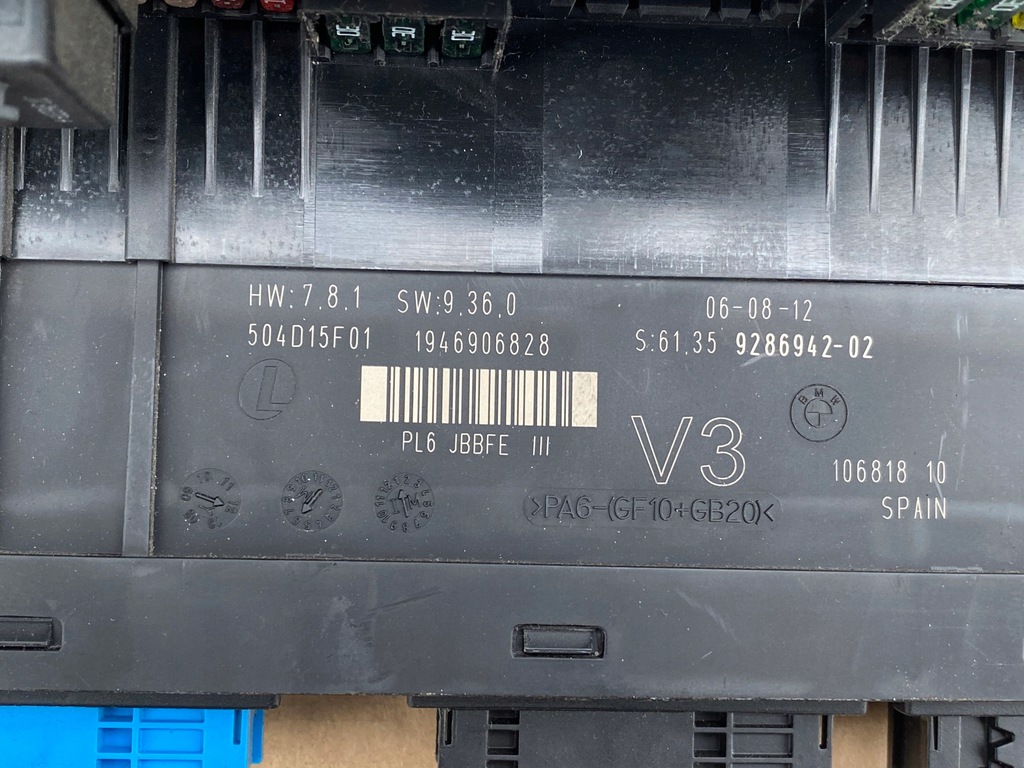 HW:7.8.1 SW:9.36.0 06-08-12
504D15F01 1946906828 S:61.35 9286942-02
L
BMW
PL6 JBBFE III
V3
106818 10
SPAIN
>PA6-(GF10+GB20)<